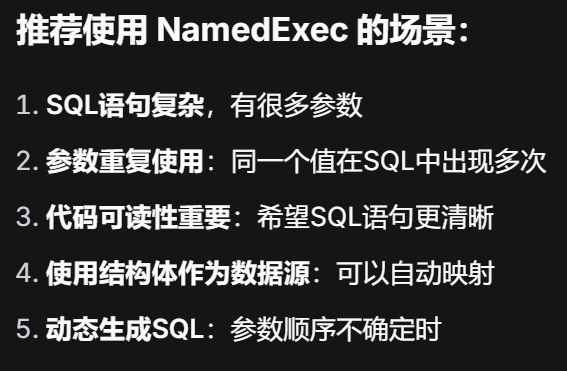 推荐使用 NamedExec 的场景：
1. SQL语句复杂，有很多参数
2. 参数重复使用：同一个值在SQL中出现多次
3. 代码可读性重要：希望SQL语句更清晰
4. 使用结构体作为数据源：可以自动映射
5. 动态生成SQL：参数顺序不确定时